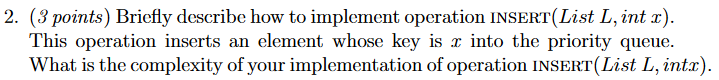 2. (3 points) Briefly describe how to implement operation INSERT(List L, int x).
This operation inserts an element whose key is x into the priority queue.
What is the complexity of your implementation of operation INSERT(List L, intx).